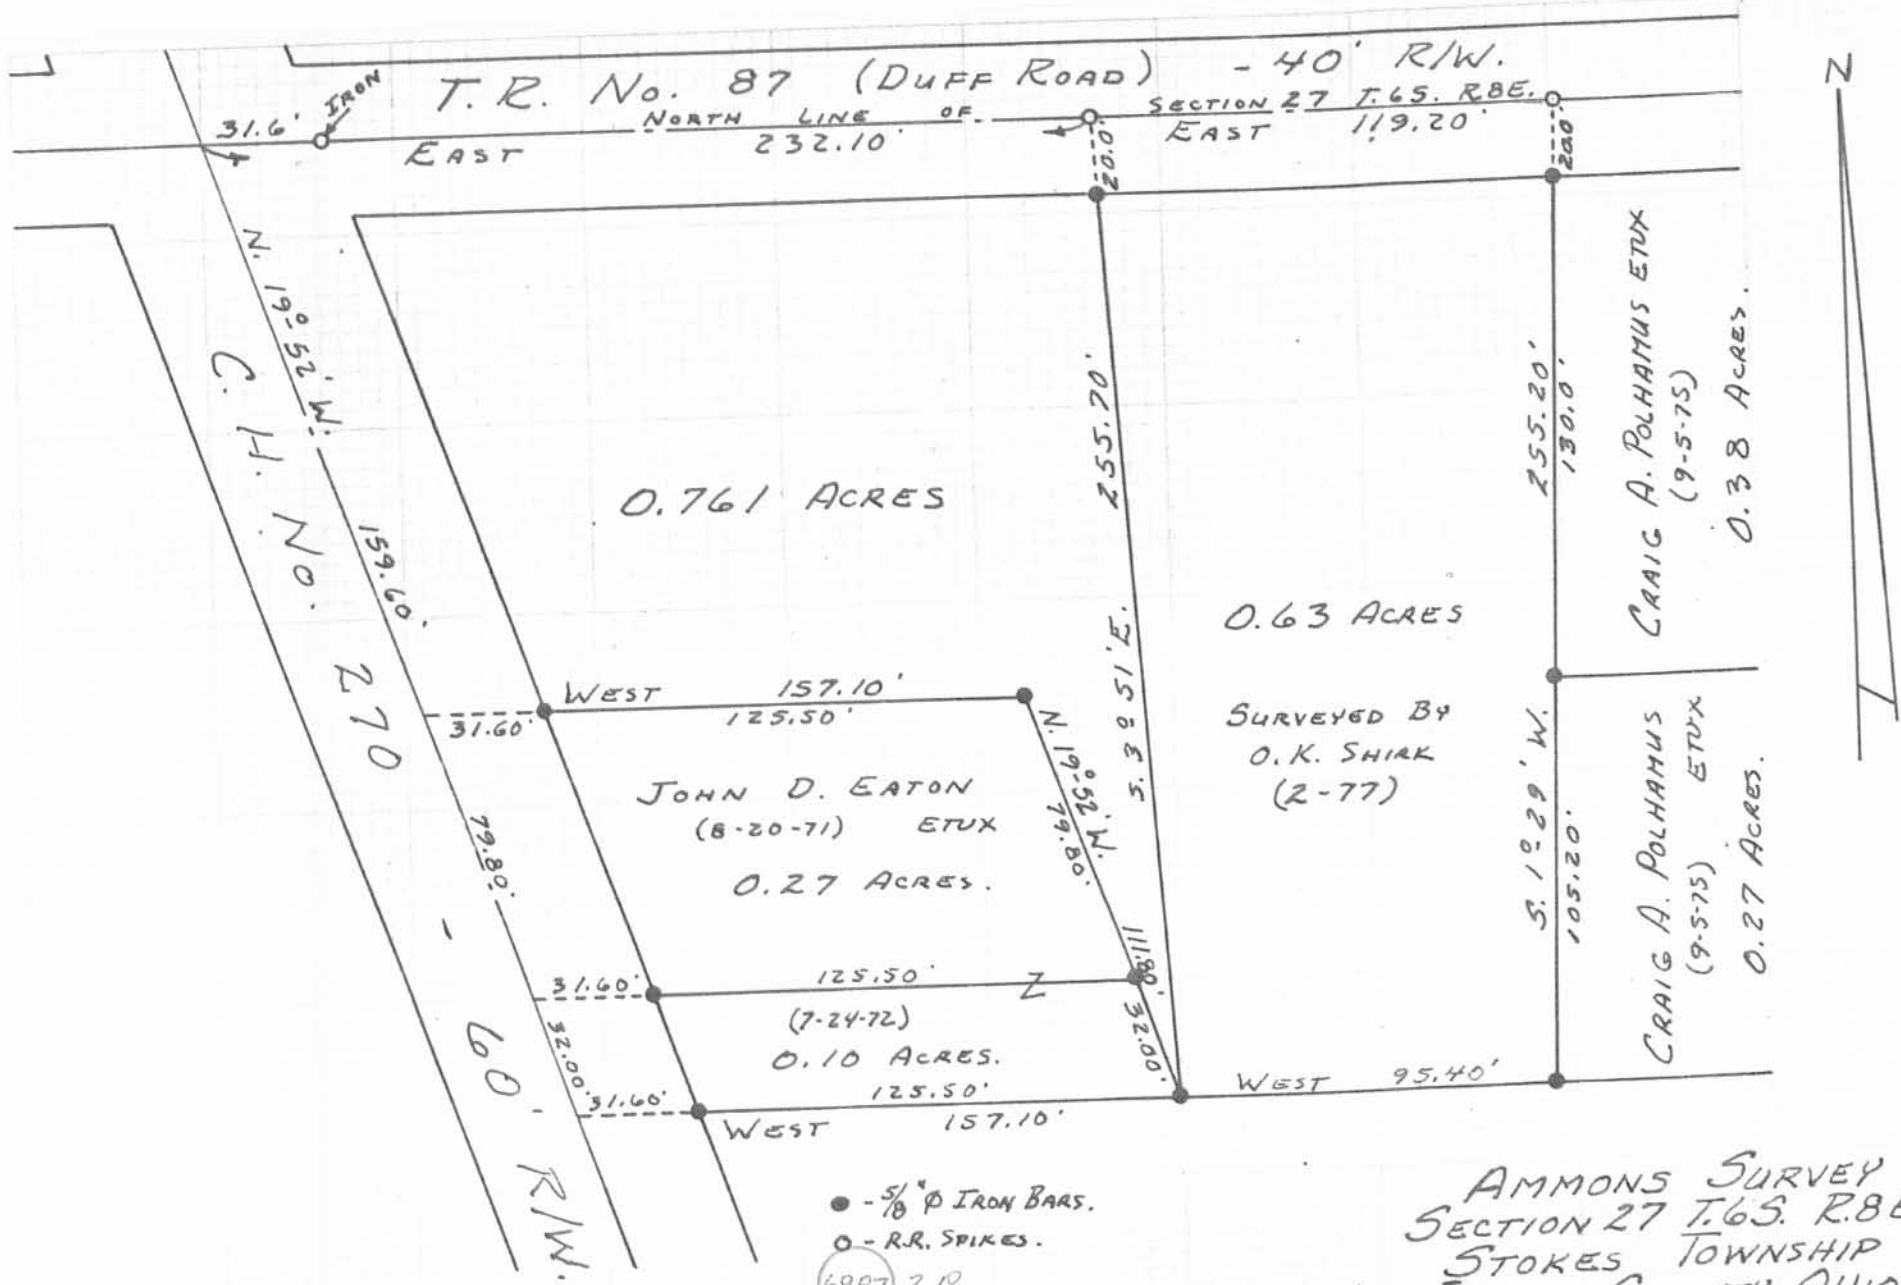 T. R. No. 87 (DUFF ROAD) - 40' R/W.
IRON
31.6'
NORTH LINE OF SECTION 27 T.6S. R8E.
EAST 232.10'
EAST 119.20'
20.0'
20.0'
N
N. 19° 52' W.
159.60'
C. H. No. 270 - 60' R/W.
0.761 ACRES
255.70'
S. 3° 51' E.
255.20'
130.0'
CRAIG A. POLHAMUS ETUX
(9-5-75)
0.38 ACRES.
0.63 ACRES
SURVEYED BY
O.K. SHIRK
(2-77)
WEST 157.10'
31.60'
125.50'
N. 19° 52' W.
79.80'
JOHN D. EATON
(8-20-71) ETUX
0.27 ACRES.
79.80'
111.80'
S. 1° 29' W.
105.20'
CRAIG A. POLHAMUS
(9-5-75) ETUX
0.27 ACRES.
31.60'
125.50'
Z
32.00'
(7-24-72)
0.10 ACRES.
32.00'
31.60'
125.50'
WEST 157.10'
WEST 95.40'
● - 5/8" Ø IRON BARS.
O - R.R. SPIKES.
AMMONS SURVEY
SECTION 27 T.6S. R.8E
STOKES TOWNSHIP